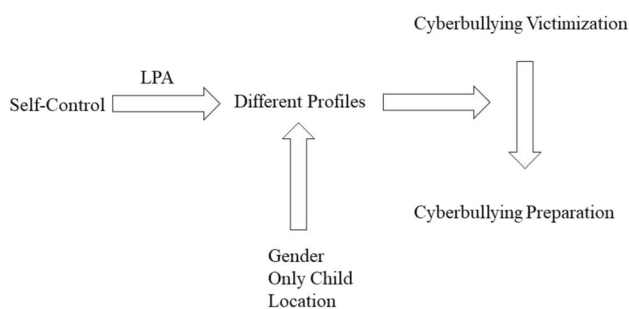 Cyberbullying Victimization
LPA
Self-Control
Different Profiles
Cyberbullying Preparation
Gender
Only Child
Location